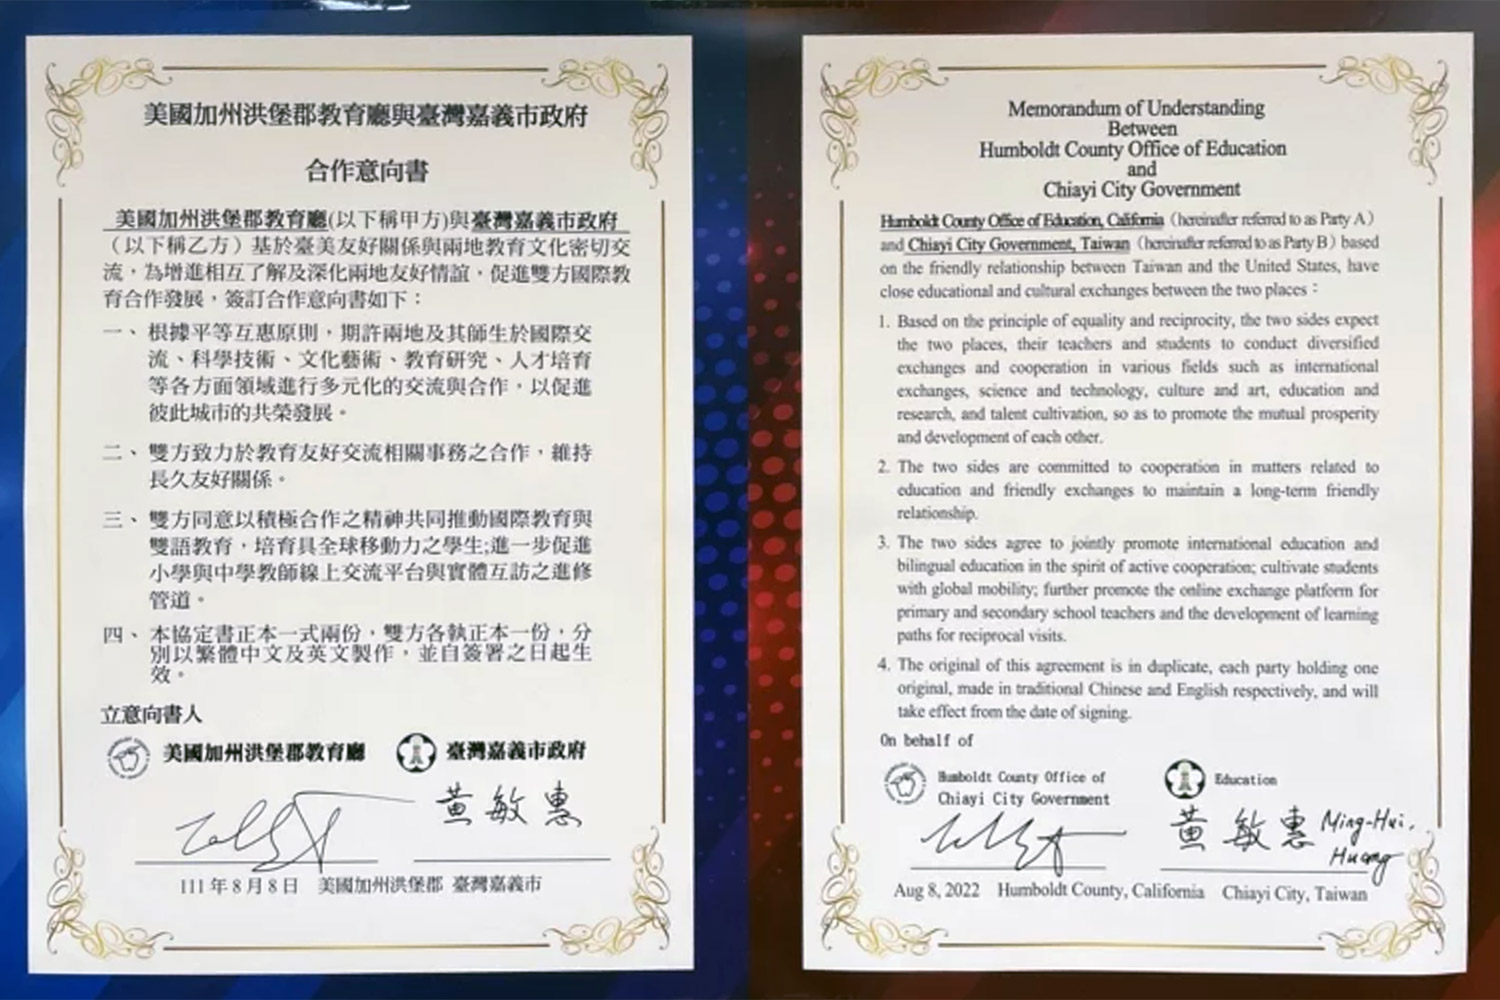 美國加州洪堡郡教育廳與臺灣嘉義市政府
合作意向書
美國加州洪堡郡教育廳(以下稱甲方)與臺灣嘉義市政府
（以下稱乙方）基於臺美友好關係與兩地教育文化密切交
流，為增進相互了解及深化兩地友好情誼，促進雙方國際教
育合作發展，簽訂合作意向書如下：
一、根據平等互惠原則，期許兩地及其師生於國際交
流、科學技術、文化藝術、教育研究、人才培育
等各方面領域進行多元化的交流與合作，以促進
彼此城市的共榮發展。
二、雙方致力於教育友好交流相關事務之合作，維持
長久友好關係。
三、雙方同意以積極合作之精神共同推動國際教育與
雙語教育，培育具全球移動力之學生;進一步促進
小學與中學教師線上交流平台與實體互訪之進修
管道。
四、本協定書正本一式兩份，雙方各執正本一份，分
別以繁體中文及英文製作，並自簽署之日起生
效。
立意向書人
美國加州洪堡郡教育廳 臺灣嘉義市政府
黃敏惠
111年8月8日 美國加州洪堡郡 臺灣嘉義市
Memorandum of Understanding
Between
Humboldt County Office of Education
and
Chiayi City Government
Humboldt County Office of Education, California (hereinafter referred to as Party A)
and Chiayi City Government, Taiwan (hereinafter referred to as Party B) based
on the friendly relationship between Taiwan and the United States, have
close educational and cultural exchanges between the two places：
1. Based on the principle of equality and reciprocity, the two sides expect
the two places, their teachers and students to conduct diversified
exchanges and cooperation in various fields such as international
exchanges, science and technology, culture and art, education and
research, and talent cultivation, so as to promote the mutual prosperity
and development of each other.
2. The two sides are committed to cooperation in matters related to
education and friendly exchanges to maintain a long-term friendly
relationship.
3. The two sides agree to jointly promote international education and
bilingual education in the spirit of active cooperation; cultivate students
with global mobility; further promote the online exchange platform for
primary and secondary school teachers and the development of learning
paths for reciprocal visits.
4. The original of this agreement is in duplicate, each party holding one
original, made in traditional Chinese and English respectively, and will
take effect from the date of signing.
On behalf of
Humboldt County Office of Education
Chiayi City Government
黃敏惠 Ming-Hui,
Huang
Aug 8, 2022 Humboldt County, California Chiayi City, Taiwan